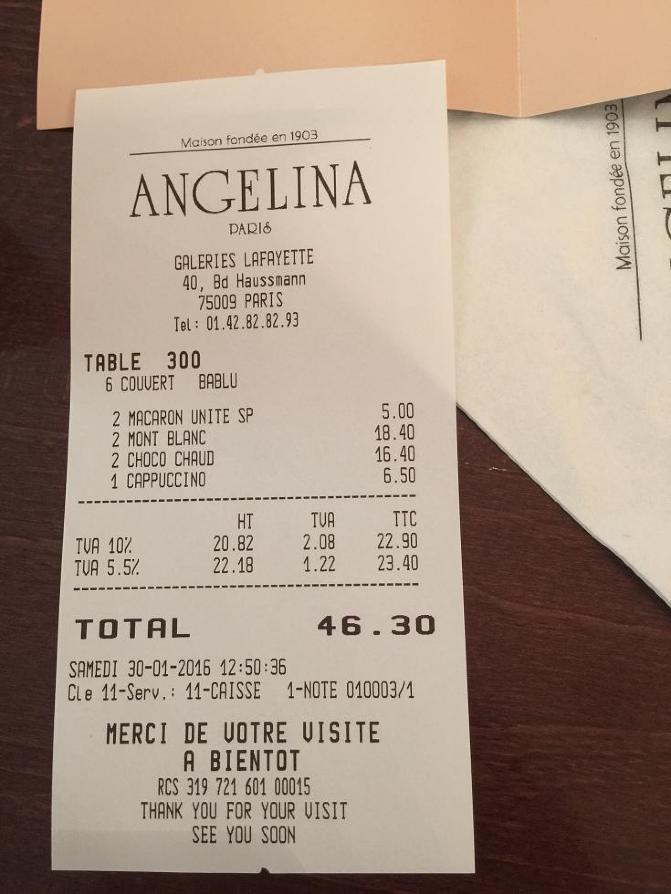 Maison fondée en 1903
ANGELINA
PARIS
GALERIES LAFAYETTE
40, Bd Haussmann
75009 PARIS
Tel: 01.42.82.82.93
TABLE 300
6 COUVERT BABLU
2 MACARON UNITE SP 5.00
2 MONT BLANC 18.40
2 CHOCO CHAUD 16.40
1 CAPPUCCINO 6.50
HT TVA TTC
TVA 10% 20.82 2.08 22.90
TVA 5.5% 22.18 1.22 23.40
TOTAL 46.30
SAMEDI 30-01-2016 12:50:36
Cle 11-Serv.: 11-CAISSE 1-NOTE 010003/1
MERCI DE VOTRE VISITE
A BIENTOT
RCS 319 721 601 00015
THANK YOU FOR YOUR VISIT
SEE YOU SOON
Maison fondée en 1903